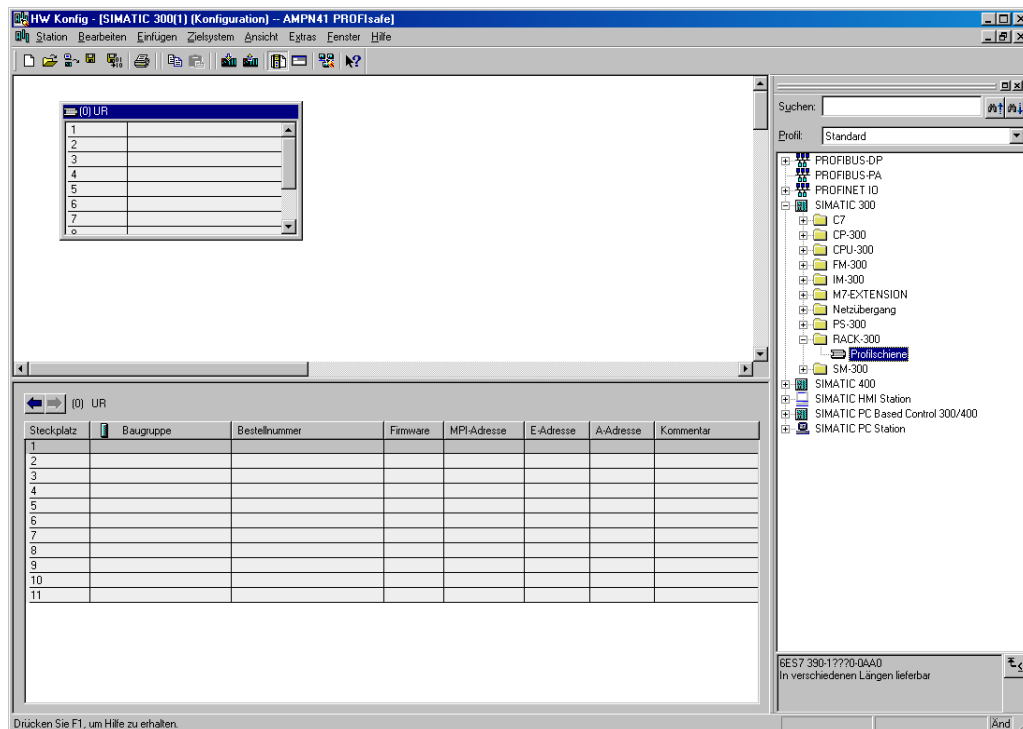 HW Konfig - [SIMATIC 300(1) (Konfiguration) -- AMPN41 PROFIsafe]
Station Bearbeiten Einfügen Zielsystem Ansicht Extras Fenster Hilfe
(0) UR
1
2
3
4
5
6
7
8
Suchen:
Profil: Standard
PROFIBUS-DP
PROFIBUS-PA
PROFINET IO
SIMATIC 300
C7
CP-300
CPU-300
FM-300
IM-300
M7-EXTENSION
Netzübergang
PS-300
RACK-300
Profilschiene
SM-300
SIMATIC 400
SIMATIC HMI Station
SIMATIC PC Based Control 300/400
SIMATIC PC Station
(0) UR
Steckplatz Baugruppe Bestellnummer Firmware MPI-Adresse E-Adresse A-Adresse Kommentar
1
2
3
4
5
6
7
8
9
10
11
6ES7 390-1???0-0AA0
In verschiedenen Längen lieferbar
Drücken Sie F1, um Hilfe zu erhalten.
Änd